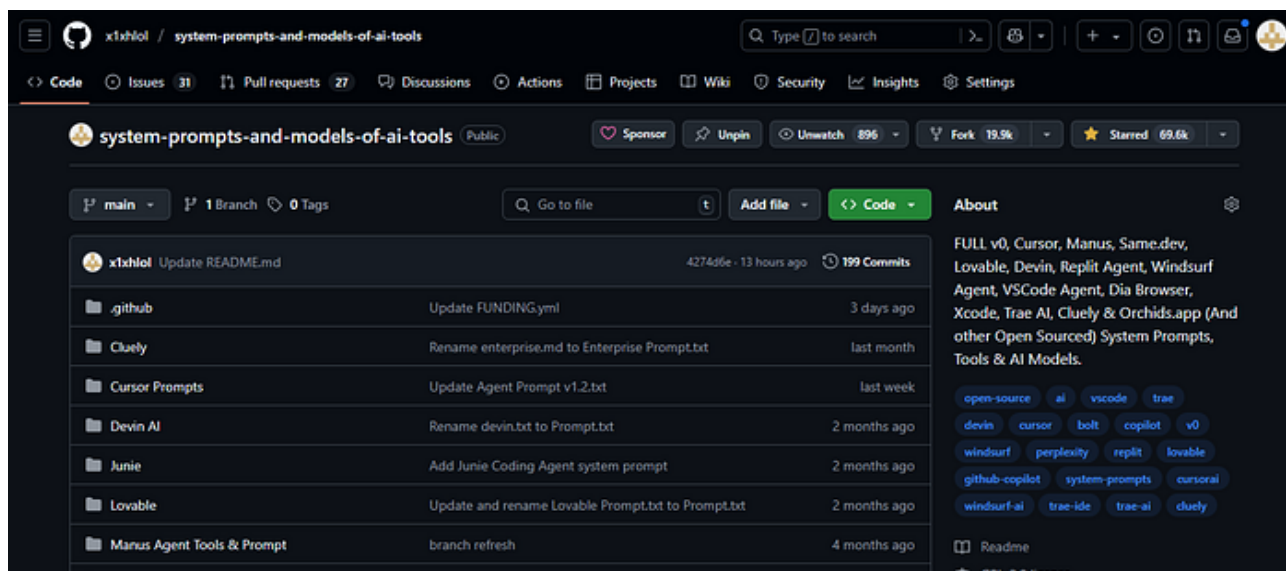 x1xhlol / system-prompts-and-models-of-ai-tools
Type / to search
Code Issues 31 Pull requests 27 Discussions Actions Projects Wiki Security Insights Settings
system-prompts-and-models-of-ai-tools Public
Sponsor Unpin Unwatch 896 Fork 19.9k Starred 69.6k
main 1 Branch 0 Tags
Go to file t
Add file Code
x1xhlol Update README.md 4274d6e · 13 hours ago 199 Commits
.github Update FUNDING.yml 3 days ago
Cluely Rename enterprise.md to Enterprise Prompt.txt last month
Cursor Prompts Update Agent Prompt v1.2.txt last week
Devin AI Rename devin.txt to Prompt.txt 2 months ago
Junie Add Junie Coding Agent system prompt 2 months ago
Lovable Update and rename Lovable Prompt.txt to Prompt.txt 2 months ago
Manus Agent Tools & Prompt branch refresh 4 months ago
About
FULL v0, Cursor, Manus, Same.dev,
Lovable, Devin, Replit Agent, Windsurf
Agent, VSCode Agent, Dia Browser,
Xcode, Trae AI, Cluely & Orchids.app (And
other Open Sourced) System Prompts,
Tools & AI Models.
open-source ai vscode trae
devin cursor bolt copilot v0
windsurf perplexity replit lovable
github-copilot system-prompts cursorai
windsurf-ai trae-ide trae-ai cluely
Readme